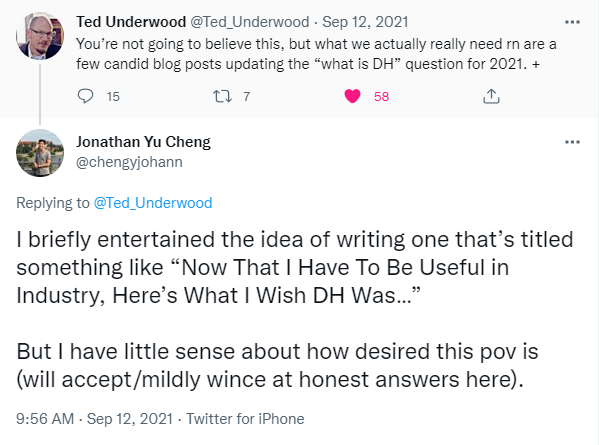 Ted Underwood @Ted_Underwood · Sep 12, 2021
You’re not going to believe this, but what we actually really need rn are a
few candid blog posts updating the “what is DH” question for 2021. +
15 7 58
Jonathan Yu Cheng
@chengyjohann
Replying to @Ted_Underwood
I briefly entertained the idea of writing one that’s titled
something like “Now That I Have To Be Useful in
Industry, Here’s What I Wish DH Was...”
But I have little sense about how desired this pov is
(will accept/mildly wince at honest answers here).
9:56 AM · Sep 12, 2021 · Twitter for iPhone